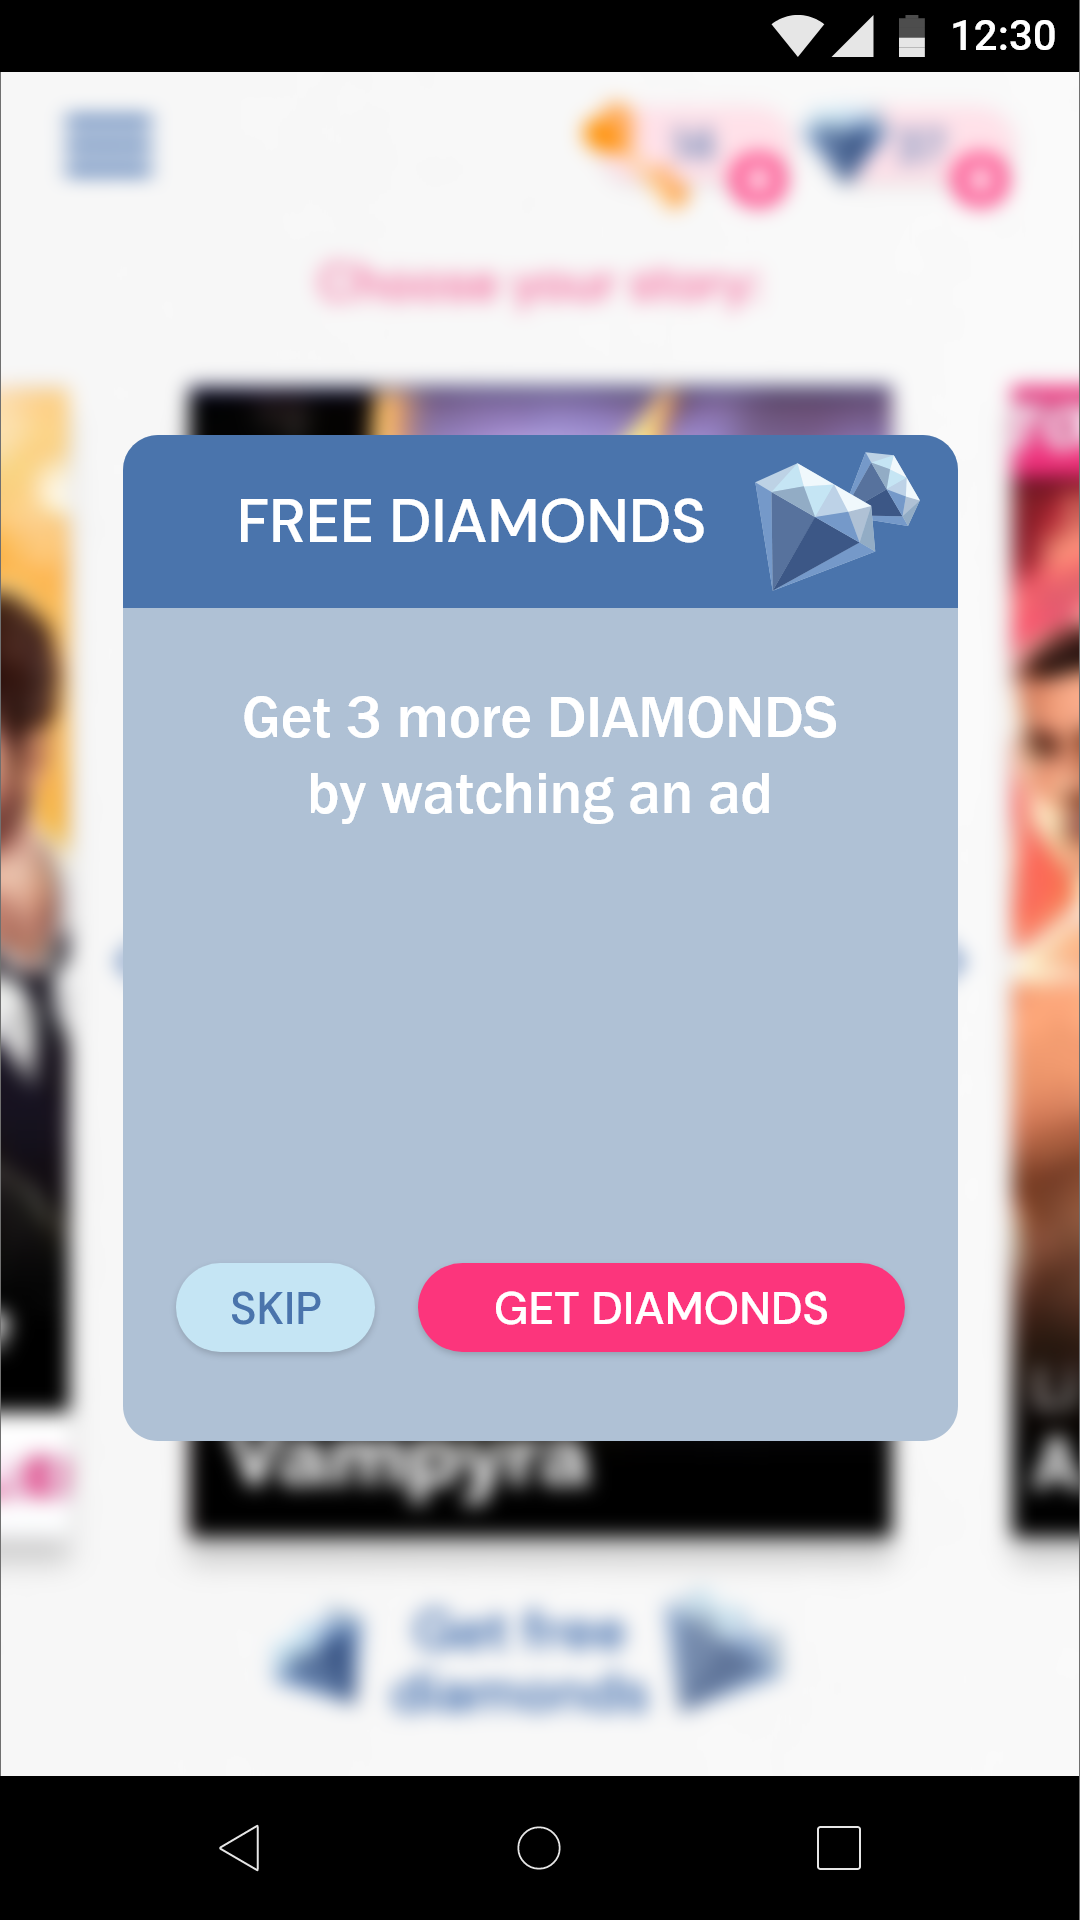 12:30
Choose your story:
FREE DIAMONDS
Get 3 more DIAMONDS
by watching an ad
SKIP
GET DIAMONDS
Vampyra
Get free
diamonds